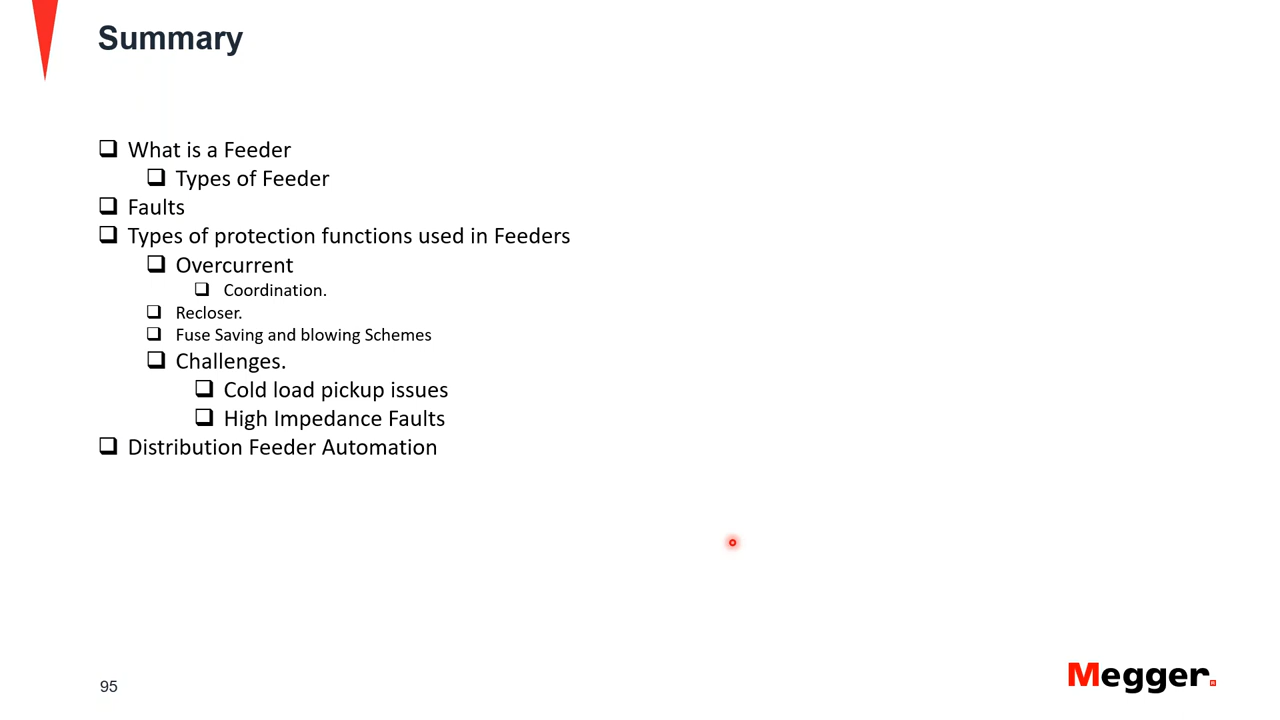 Summary
What is a Feeder
Types of Feeder
Faults
Types of protection functions used in Feeders
Overcurrent
Coordination.
Recloser.
Fuse Saving and blowing Schemes
Challenges.
Cold load pickup issues
High Impedance Faults
Distribution Feeder Automation
95
Megger.